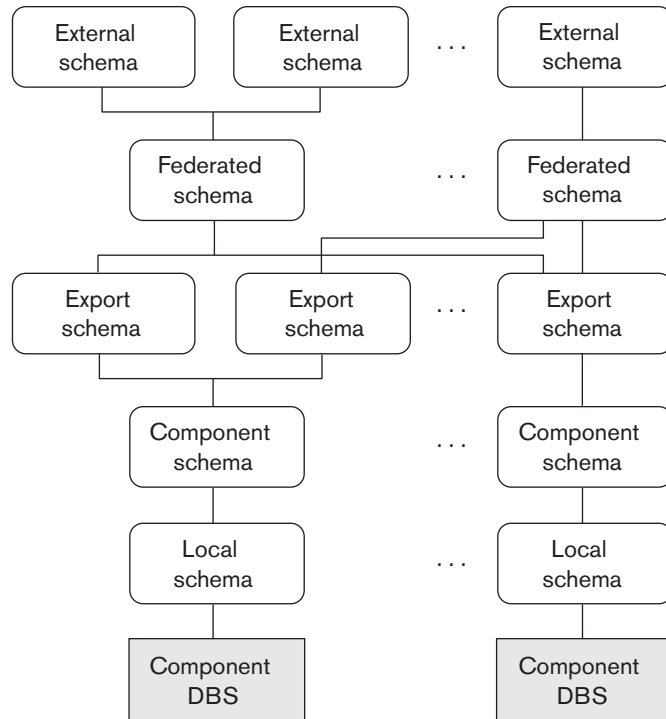 External schema
External schema
. . .
External schema
Federated schema
. . .
Federated schema
Export schema
Export schema
. . .
Export schema
Component schema
. . .
Component schema
Local schema
. . .
Local schema
Component DBS
Component DBS